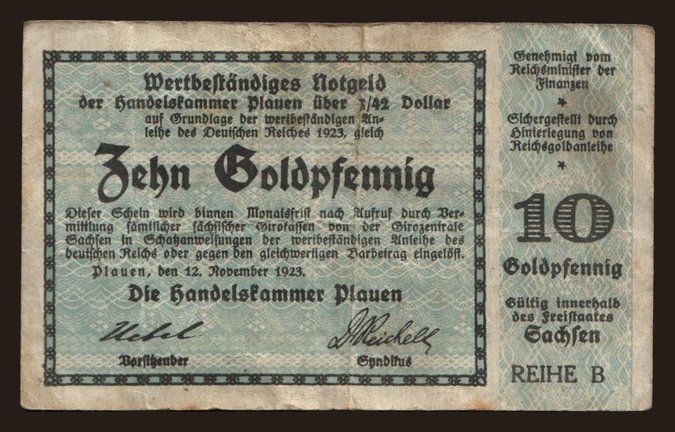 Wertbeständiges Notgeld
der Handelskammer Plauen über 1/42 Dollar
auf Grundlage der wertbeständigen An-
leihe des Deutschen Reiches 1923, gleich
Zehn Goldpfennig
Dieser Schein wird binnen Monatsfrist nach Aufruf durch Ver-
mittlung sämtlicher sächsischer Girokassen von der Girozentrale
Sachsen in Schatzanweisungen der wertbeständigen Anleihe des
deutschen Reichs oder gegen den gleichwertigen Barbetrag eingelöst.
Plauen, den 12. November 1923.
Die Handelskammer Plauen
Uebel
D. Reichelt
Vorsitzender
Syndikus
Genehmigt vom
Reichsminister der
Finanzen
*
Sichergestellt durch
Hinterlegung von
Reichsgoldanleihe
*
10
Goldpfennig
Gültig innerhalb
des Freistaates
Sachsen
REIHE B